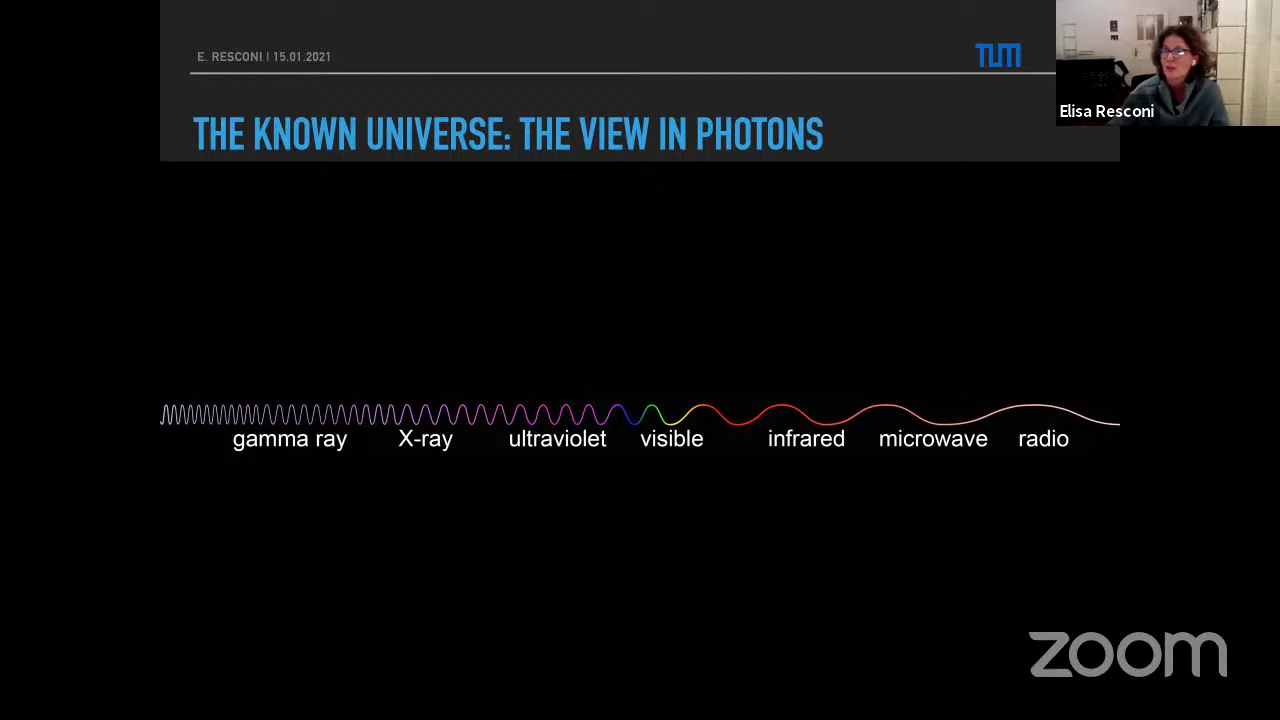 E. RESCONI | 15.01.2021
TUM
Elisa Resconi
THE KNOWN UNIVERSE: THE VIEW IN PHOTONS
gamma ray X-ray ultraviolet visible infrared microwave radio
zoom